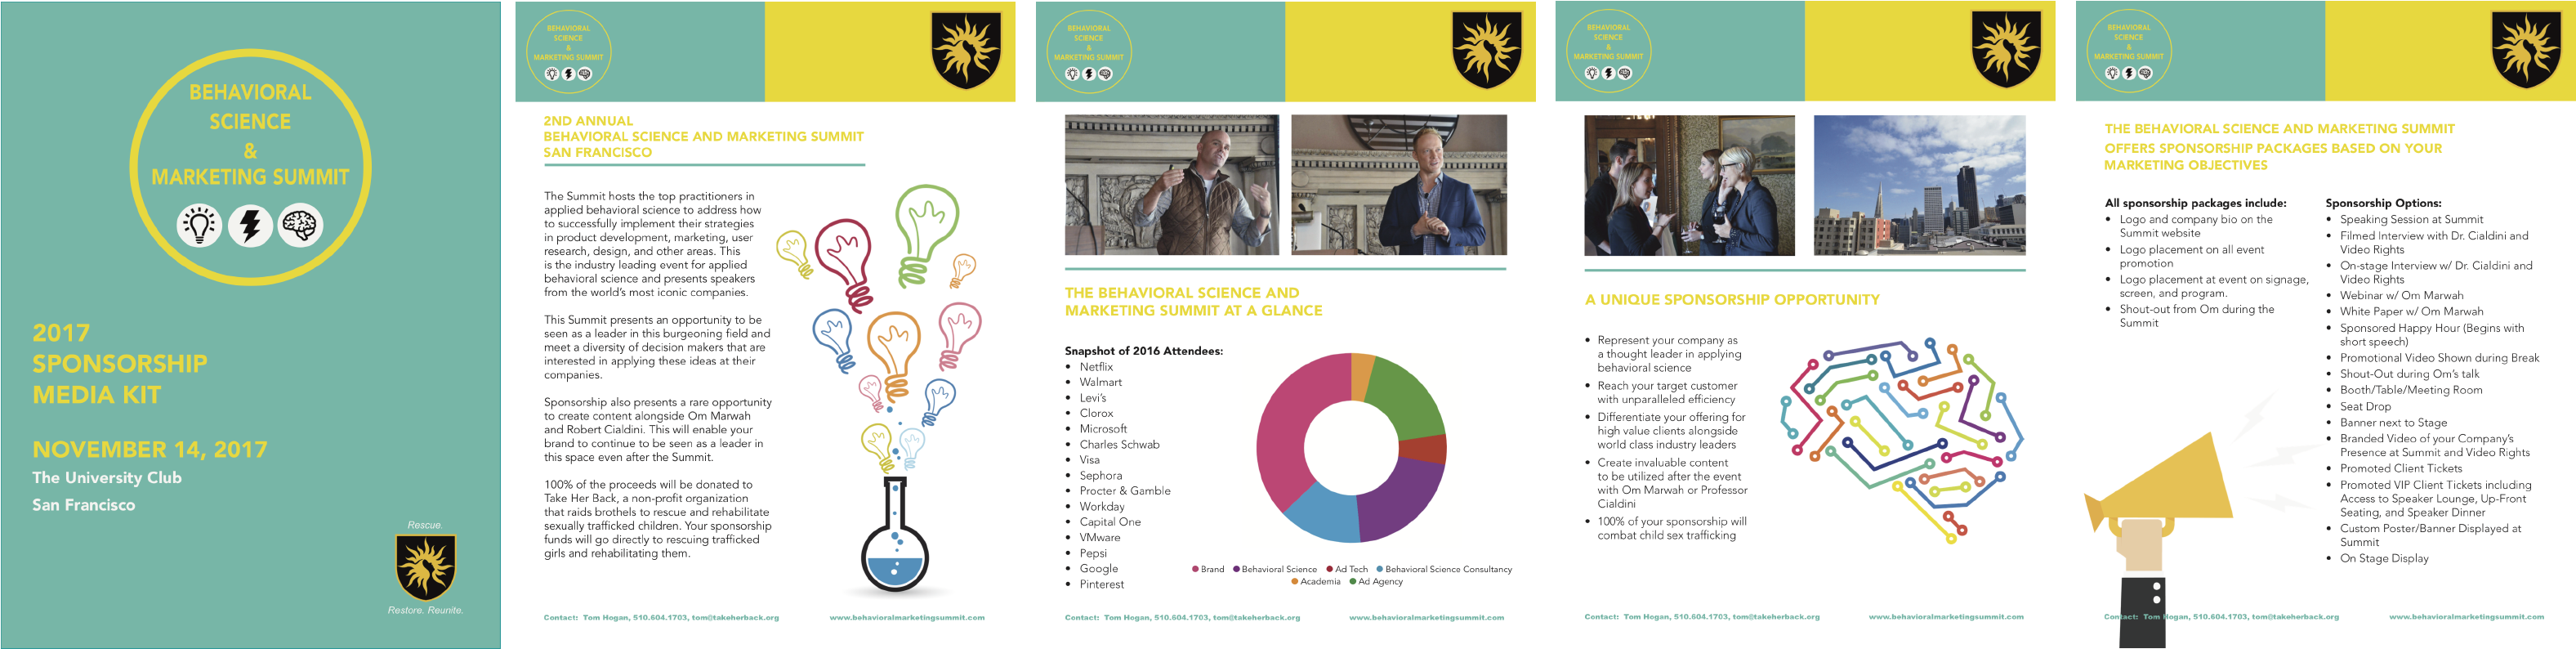 BEHAVIORAL
SCIENCE
&
MARKETING SUMMIT
2017
SPONSORSHIP
MEDIA KIT
NOVEMBER 14, 2017
The University Club
San Francisco
Rescue.
Restore. Reunite.
BEHAVIORAL
SCIENCE
&
MARKETING SUMMIT
2ND ANNUAL
BEHAVIORAL SCIENCE AND MARKETING SUMMIT
SAN FRANCISCO
The Summit hosts the top practitioners in
applied behavioral science to address how
to successfully implement their strategies
in product development, marketing, user
research, design, and other areas. This
is the industry leading event for applied
behavioral science and presents speakers
from the world's most iconic companies.
This Summit presents an opportunity to be
seen as a leader in this burgeoning field and
meet a diversity of decision makers that are
interested in applying these ideas at their
companies.
Sponsorship also presents a rare opportunity
to create content alongside Om Marwah
and Robert Cialdini. This will enable your
brand to continue to be seen as a leader in
this space even after the Summit.
100% of the proceeds will be donated to
Take Her Back, a non-profit organization
that raids brothels to rescue and rehabilitate
sexually trafficked children. Your sponsorship
funds will go directly to rescuing trafficked
girls and rehabilitating them.
Contact: Tom Hogan, 510.604.1703, tom@takeherback.org
www.behavioralmarketingsummit.com
BEHAVIORAL
SCIENCE
&
MARKETING SUMMIT
THE BEHAVIORAL SCIENCE AND
MARKETING SUMMIT AT A GLANCE
Snapshot of 2016 Attendees:
• Netflix
• Walmart
• Levi's
• Clorox
• Microsoft
• Charles Schwab
• Visa
• Sephora
• Procter & Gamble
• Workday
• Capital One
• VMware
• Pepsi
• Google
• Pinterest
Brand Behavioral Science Ad Tech Behavioral Science Consultancy
Academia Ad Agency
Contact: Tom Hogan, 510.604.1703, tom@takeherback.org
www.behavioralmarketingsummit.com
BEHAVIORAL
SCIENCE
&
MARKETING SUMMIT
A UNIQUE SPONSORSHIP OPPORTUNITY
• Represent your company as
a thought leader in applying
behavioral science
• Reach your target customer
with unparalleled efficiency
• Differentiate your offering for
high value clients alongside
world class industry leaders
• Create invaluable content
to be utilized after the event
with Om Marwah or Professor
Cialdini
• 100% of your sponsorship will
combat child sex trafficking
Contact: Tom Hogan, 510.604.1703, tom@takeherback.org
www.behavioralmarketingsummit.com
BEHAVIORAL
SCIENCE
&
MARKETING SUMMIT
THE BEHAVIORAL SCIENCE AND MARKETING SUMMIT
OFFERS SPONSORSHIP PACKAGES BASED ON YOUR
MARKETING OBJECTIVES
All sponsorship packages include:
• Logo and company bio on the
Summit website
• Logo placement on all event
promotion
• Logo placement at event on signage,
screen, and program.
• Shout-out from Om during the
Summit
Sponsorship Options:
• Speaking Session at Summit
• Filmed Interview with Dr. Cialdini and
Video Rights
• On-stage Interview w/ Dr. Cialdini and
Video Rights
• Webinar w/ Om Marwah
• White Paper w/ Om Marwah
• Sponsored Happy Hour (Begins with
short speech)
• Promotional Video Shown during Break
• Shout-Out during Om's talk
• Booth/Table/Meeting Room
• Seat Drop
• Banner next to Stage
• Branded Video of your Company's
Presence at Summit and Video Rights
• Promoted Client Tickets
• Promoted VIP Client Tickets including
Access to Speaker Lounge, Up-Front
Seating, and Speaker Dinner
• Custom Poster/Banner Displayed at
Summit
• On Stage Display
Contact: Tom Hogan, 510.604.1703, tom@takeherback.org
www.behavioralmarketingsummit.com